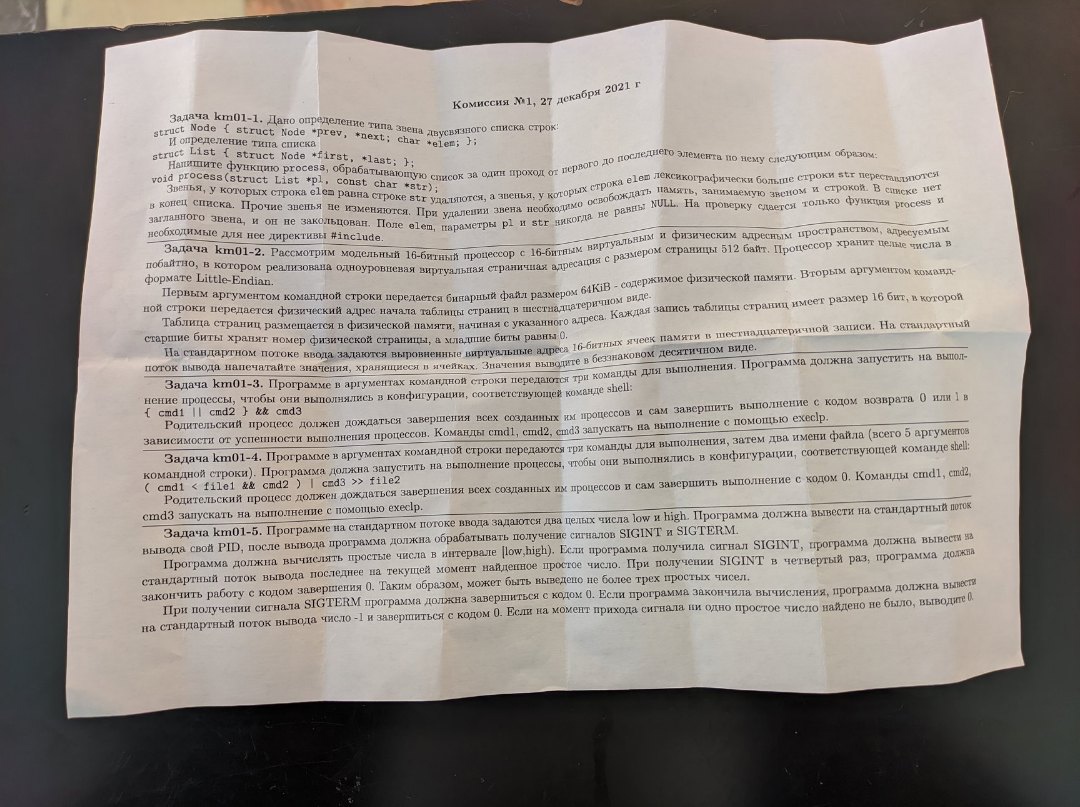 Комиссия №1, 27 декабря 2021 г
Задача km01-1. Дано определение типа звена двусвязного списка строк:
struct Node { struct Node *prev, *next; char *elem; };
И определение типа списка
struct List { struct Node *first, *last; };
Напишите функцию process, обрабатывающую список за один проход от первого до последнего элемента по нему следующим образом:
void process(struct List *pl, const char *str);
Звенья, у которых строка elem равна строке str удаляются, а звенья, у которых строка elem лексикографически больше строки str переставляются
в конец списка. Прочие звенья не изменяются. При удалении звена необходимо освобождать память, занимаемую звеном и строкой. В списке нет
заглавного звена, и он не закольцован. Поле elem, параметры pl и str никогда не равны NULL. На проверку сдается только функция process и
необходимые для нее директивы #include.
Задача km01-2. Рассмотрим модельный 16-битный процессор с 16-битным виртуальным и физическим адресным пространством, адресуемым
побайтно, в котором реализована одноуровневая виртуальная страничная адресация с размером страницы 512 байт. Процессор хранит целые числа в
формате Little-Endian.
Первым аргументом командной строки передается бинарный файл размером 64KiB - содержимое физической памяти. Вторым аргументом команд-
ной строки передается физический адрес начала таблицы страниц в шестнадцатеричном виде.
Таблица страниц размещается в физической памяти, начиная с указанного адреса. Каждая запись таблицы страниц имеет размер 16 бит, в которой
старшие биты хранят номер физической страницы, а младшие биты равны 0.
На стандартном потоке ввода задаются выровненные виртуальные адреса 16-битных ячеек памяти в шестнадцатеричной записи. На стандартный
поток вывода напечатайте значения, хранящиеся в ячейках. Значения выводите в беззнаковом десятичном виде.
Задача km01-3. Программе в аргументах командной строки передаются три команды для выполнения. Программа должна запустить на выпол-
нение процессы, чтобы они выполнялись в конфигурации, соответствующей команде shell:
{ cmd1 || cmd2 } && cmd3
Родительский процесс должен дождаться завершения всех созданных им процессов и сам завершить выполнение с кодом возврата 0 или 1 в
зависимости от успешности выполнения процессов. Команды cmd1, cmd2, cmd3 запускать на выполнение с помощью execlp.
Задача km01-4. Программе в аргументах командной строки передаются три команды для выполнения, затем два имени файла (всего 5 аргументов
командной строки). Программа должна запустить на выполнение процессы, чтобы они выполнялись в конфигурации, соответствующей команде shell:
( cmd1 < file1 && cmd2 ) | cmd3 >> file2
Родительский процесс должен дождаться завершения всех созданных им процессов и сам завершить выполнение с кодом 0. Команды cmd1, cmd2,
cmd3 запускать на выполнение с помощью execlp.
Задача km01-5. Программе на стандартном потоке ввода задаются два целых числа low и high. Программа должна вывести на стандартный поток
вывода свой PID, после вывода программа должна обрабатывать получение сигналов SIGINT и SIGTERM.
Программа должна вычислять простые числа в интервале [low,high). Если программа получила сигнал SIGINT, программа должна вывести на
стандартный поток вывода последнее на текущей момент найденное простое число. При получении SIGINT в четвертый раз, программа должна
закончить работу с кодом завершения 0. Таким образом, может быть выведено не более трех простых чисел.
При получении сигнала SIGTERM программа должна завершиться с кодом 0. Если программа закончила вычисления, программа должна вывести
на стандартный поток вывода число -1 и завершиться с кодом 0. Если на момент прихода сигнала ни одно простое число найдено не было, выводите 0.